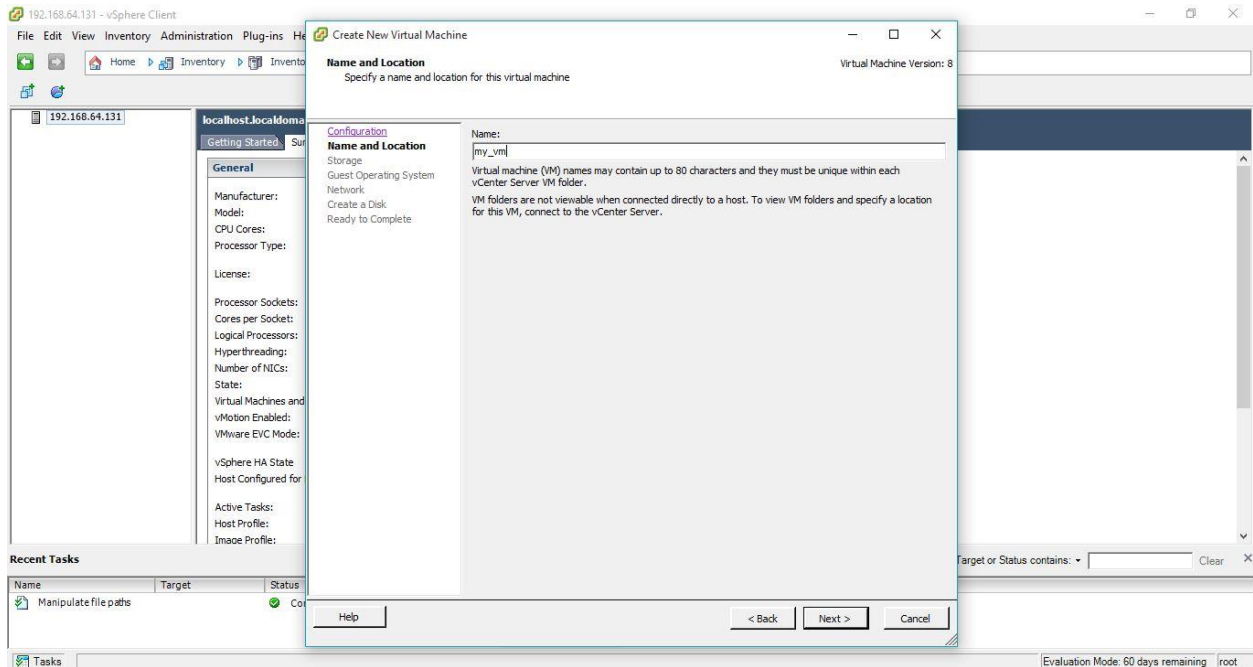 192.168.64.131 - vSphere Client
File Edit View Inventory Administration Plug-ins He
Home Inventory Invento
192.168.64.131
localhost.localdoma
Getting Started Sur
General
Manufacturer:
Model:
CPU Cores:
Processor Type:
License:
Processor Sockets:
Cores per Socket:
Logical Processors:
Hyperthreading:
Number of NICs:
State:
Virtual Machines and
vMotion Enabled:
VMware EVC Mode:
vSphere HA State
Host Configured for
Active Tasks:
Host Profile:
Image Profile:
Create New Virtual Machine
Name and Location
Specify a name and location for this virtual machine
Virtual Machine Version: 8
Configuration
Name and Location
Storage
Guest Operating System
Network
Create a Disk
Ready to Complete
Name:
my_vm
Virtual machine (VM) names may contain up to 80 characters and they must be unique within each
vCenter Server VM folder.
VM folders are not viewable when connected directly to a host. To view VM folders and specify a location
for this VM, connect to the vCenter Server.
Help < Back Next > Cancel
Recent Tasks
Target or Status contains: Clear
Name Target Status
Manipulate file paths Co
Tasks
Evaluation Mode: 60 days remaining root